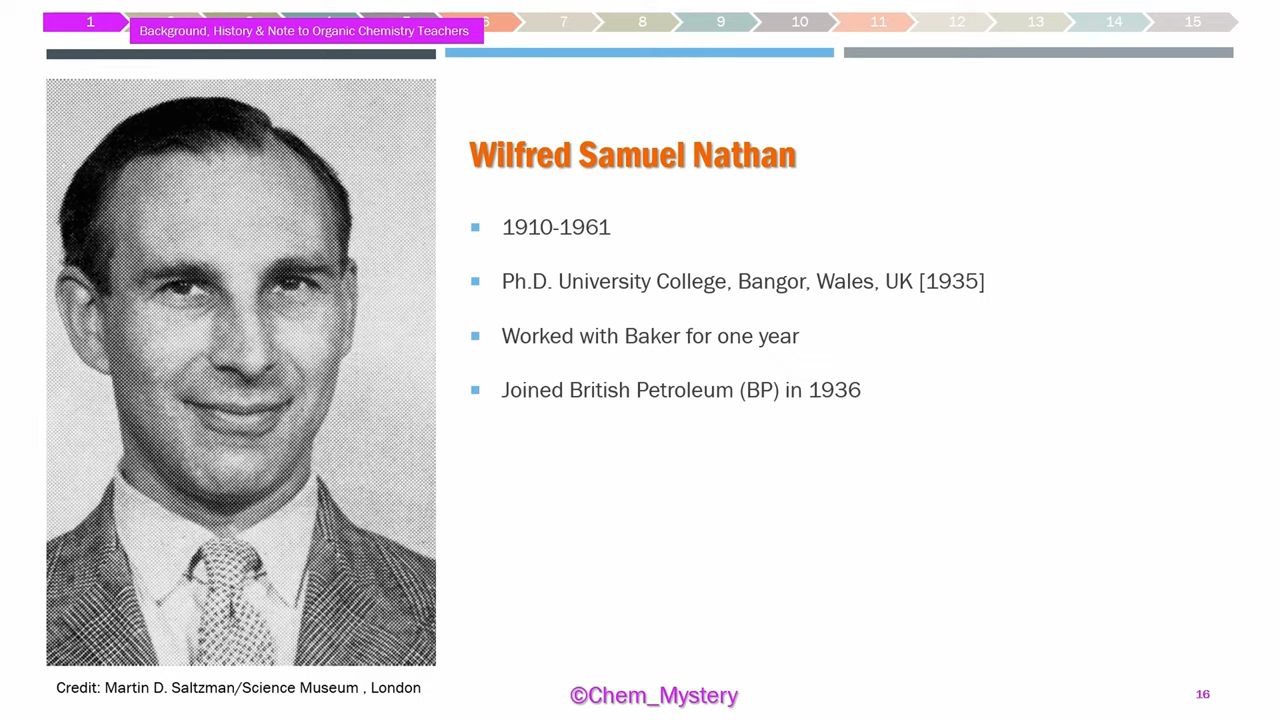 1 6 7 8 9 10 11 12 13 14 15
Background, History & Note to Organic Chemistry Teachers
Wilfred Samuel Nathan
1910-1961
Ph.D. University College, Bangor, Wales, UK [1935]
Worked with Baker for one year
Joined British Petroleum (BP) in 1936
Credit: Martin D. Saltzman/Science Museum , London
©Chem_Mystery
16